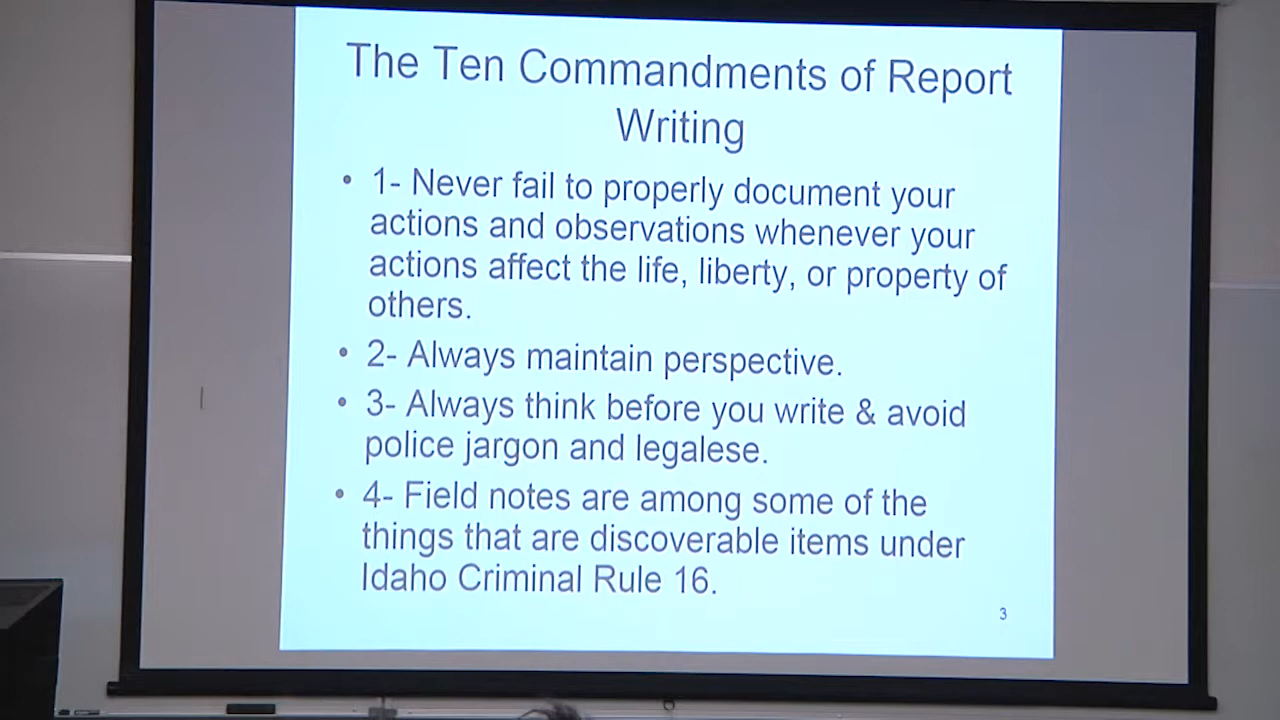 The Ten Commandments of Report
Writing
• 1- Never fail to properly document your
actions and observations whenever your
actions affect the life, liberty, or property of
others.
• 2- Always maintain perspective.
• 3- Always think before you write & avoid
police jargon and legalese.
• 4- Field notes are among some of the
things that are discoverable items under
Idaho Criminal Rule 16.
3